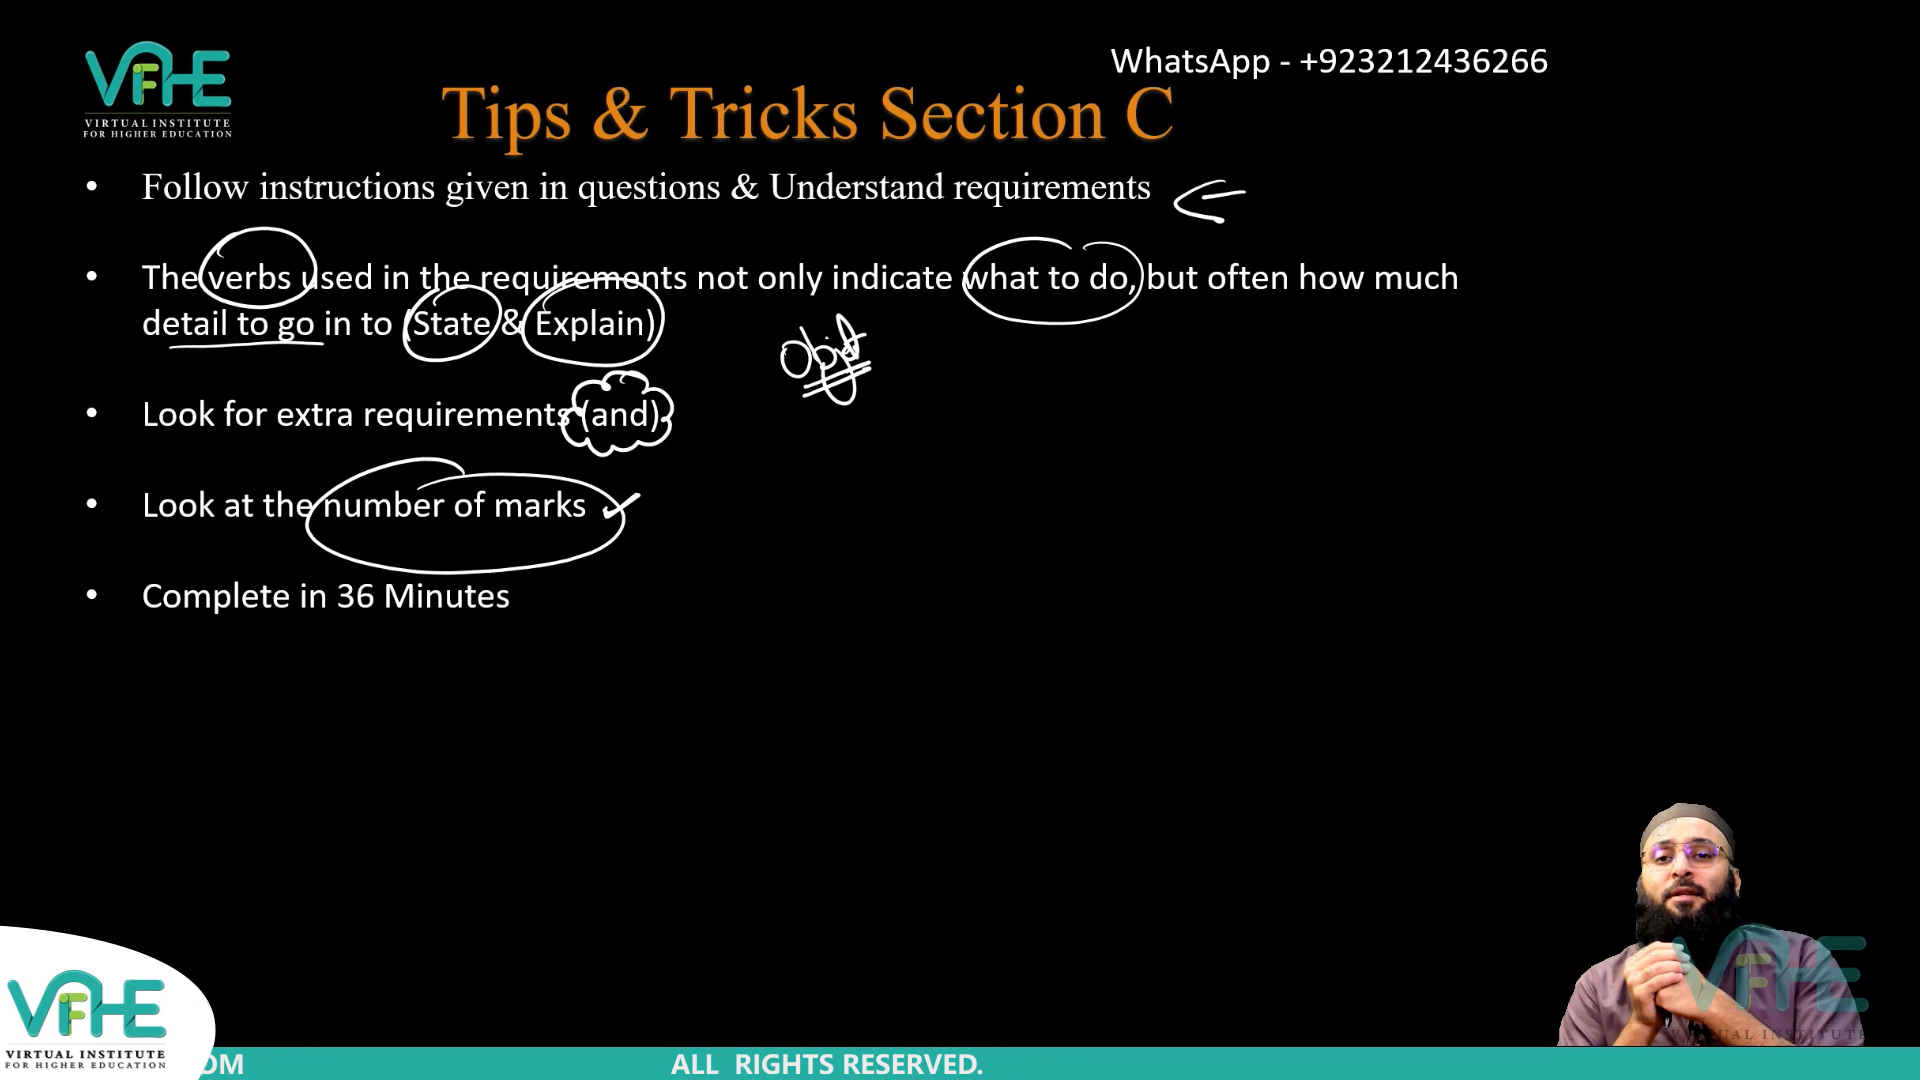 VFHE
VIRTUAL INSTITUTE
FOR HIGHER EDUCATION
WhatsApp - +923212436266
Tips & Tricks Section C
• Follow instructions given in questions & Understand requirements
• The verbs used in the requirements not only indicate what to do, but often how much
detail to go in to (State & Explain)
• Look for extra requirements (and)
• Look at the number of marks
• Complete in 36 Minutes
VFHE
VIRTUAL INSTITUTE
FOR HIGHER EDUCATION
OM
ALL RIGHTS RESERVED.